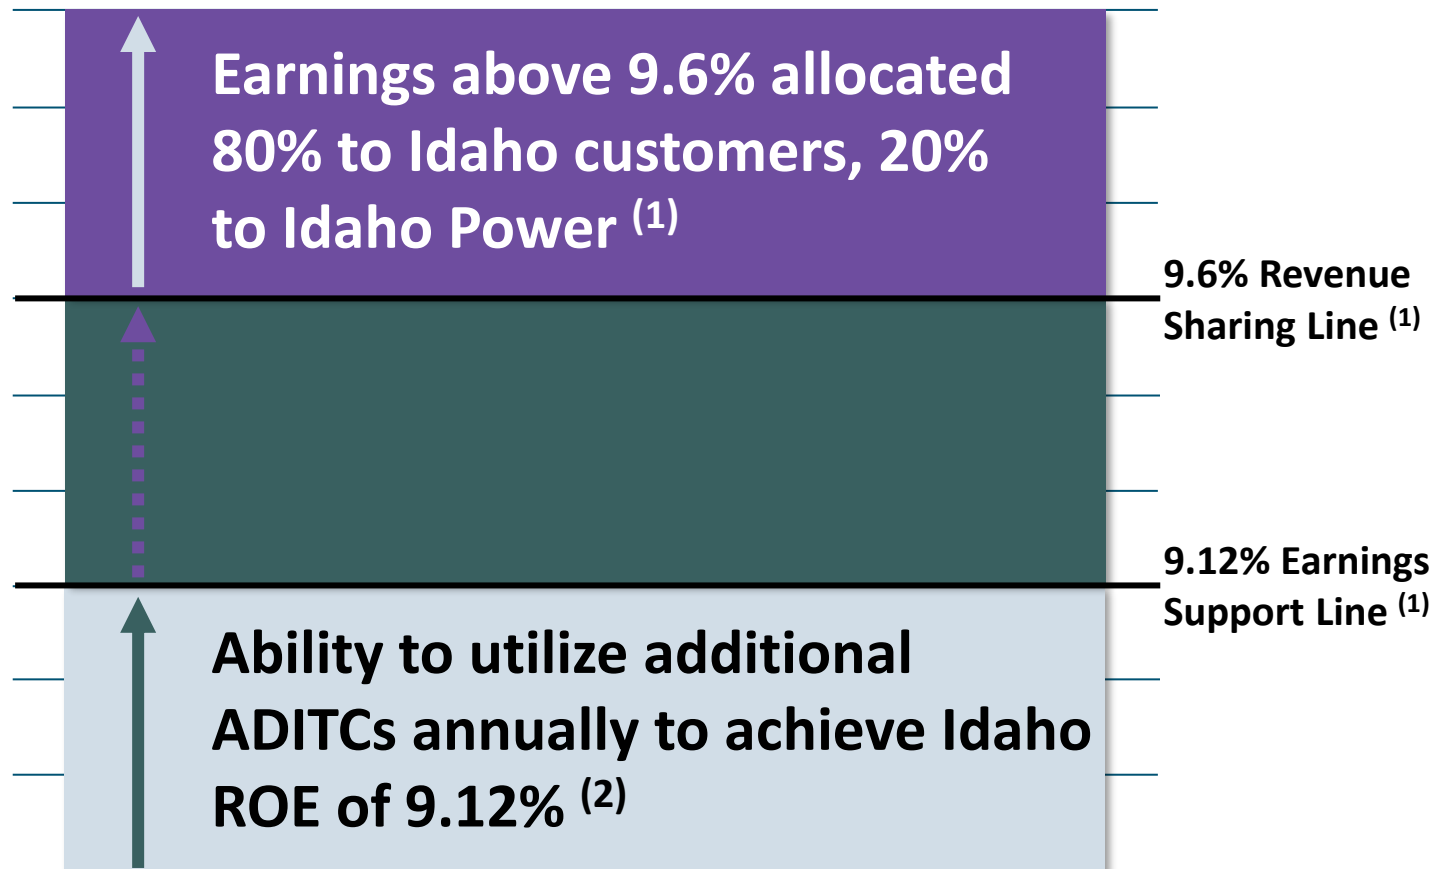 Earnings above 9.6% allocated
80% to Idaho customers, 20%
to Idaho Power (1)
9.6% Revenue
Sharing Line (1)
9.12% Earnings
Support Line (1)
Ability to utilize additional
ADITCs annually to achieve Idaho
ROE of 9.12% (2)